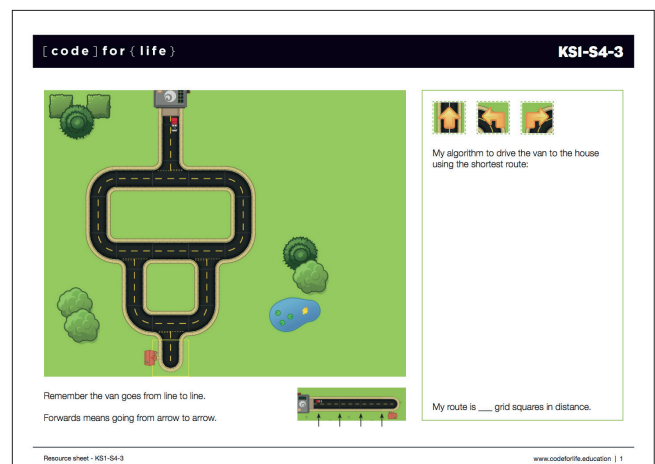 [code]for{life}
KS1-S4-3
My algorithm to drive the van to the house
using the shortest route:
Remember the van goes from line to line.
Forwards means going from arrow to arrow.
My route is ___ grid squares in distance.
Resource sheet - KS1-S4-3
www.codeforlife.education | 1